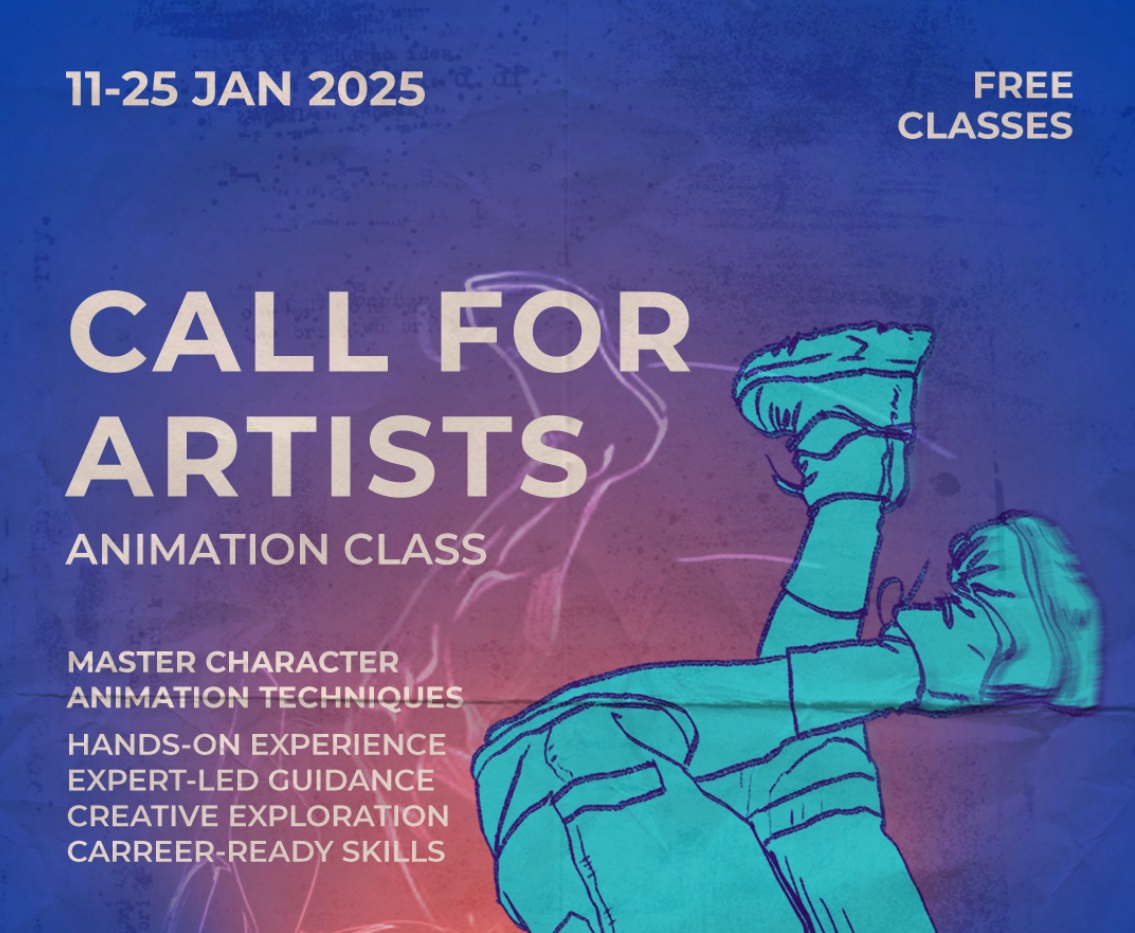 11-25 JAN 2025
FREE
CLASSES
CALL FOR
ARTISTS
ANIMATION CLASS
MASTER CHARACTER
ANIMATION TECHNIQUES
HANDS-ON EXPERIENCE
EXPERT-LED GUIDANCE
CREATIVE EXPLORATION
CARREER-READY SKILLS